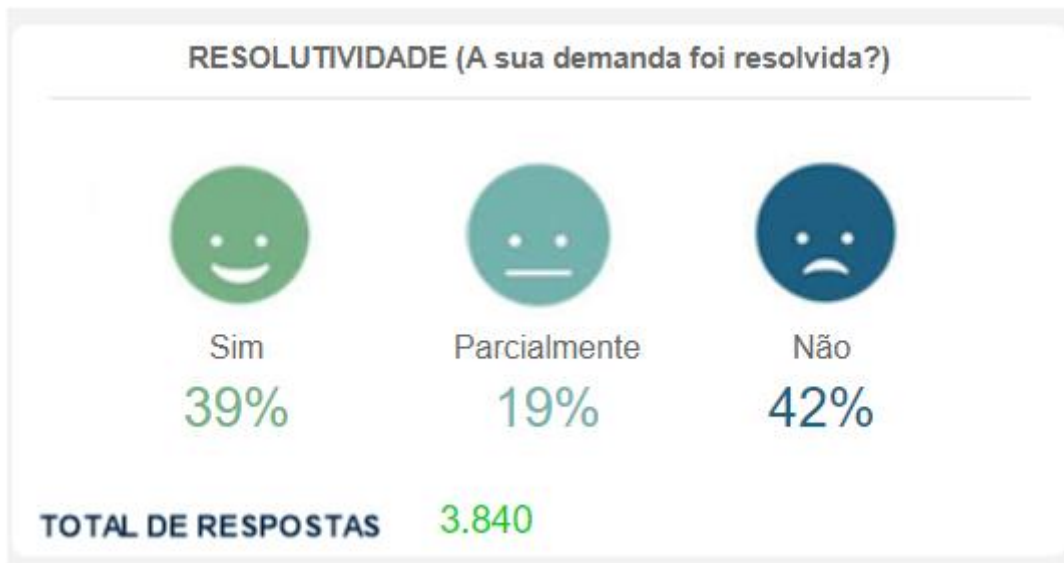 RESOLUTIVIDADE (A sua demanda foi resolvida?)
Sim Parcialmente Não
39% 19% 42%
TOTAL DE RESPOSTAS 3.840